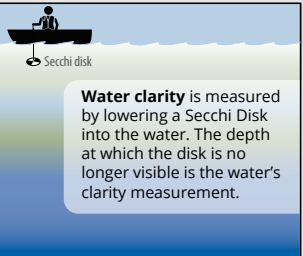 Secchi disk
Water clarity is measured
by lowering a Secchi Disk
into the water. The depth
at which the disk is no
longer visible is the water's
clarity measurement.